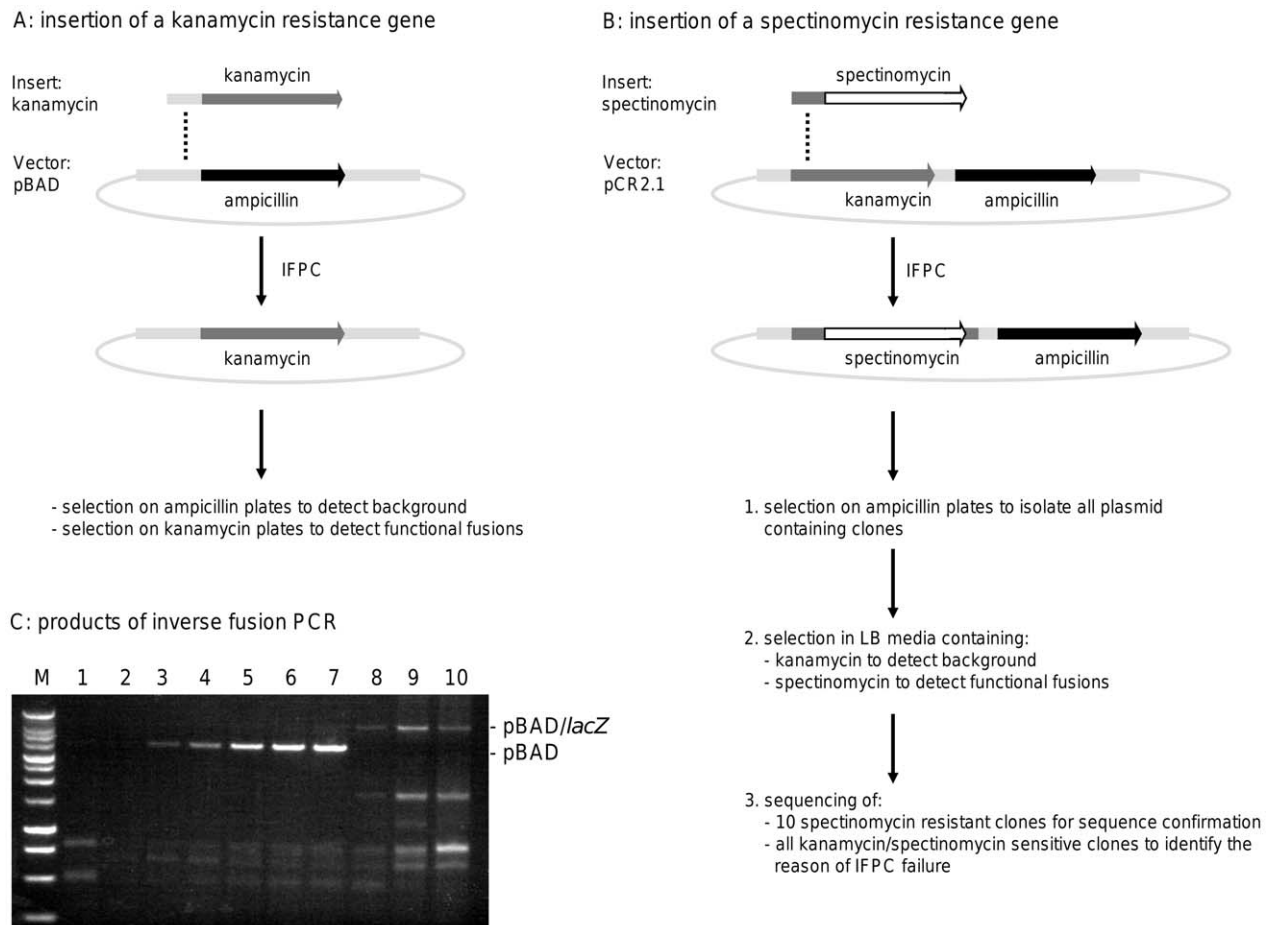 A: insertion of a kanamycin resistance gene
Insert:
kanamycin
kanamycin
Vector:
pBAD
ampicillin
IFPC
kanamycin
- selection on ampicillin plates to detect background
- selection on kanamycin plates to detect functional fusions
B: insertion of a spectinomycin resistance gene
Insert:
spectinomycin
spectinomycin
Vector:
pCR2.1
kanamycin ampicillin
IFPC
spectinomycin ampicillin
1. selection on ampicillin plates to isolate all plasmid
containing clones
2. selection in LB media containing:
- kanamycin to detect background
- spectinomycin to detect functional fusions
3. sequencing of:
- 10 spectinomycin resistant clones for sequence confirmation
- all kanamycin/spectinomycin sensitive clones to identify the
reason of IFPC failure
C: products of inverse fusion PCR
M 1 2 3 4 5 6 7 8 9 10
- pBAD/lacZ
- pBAD